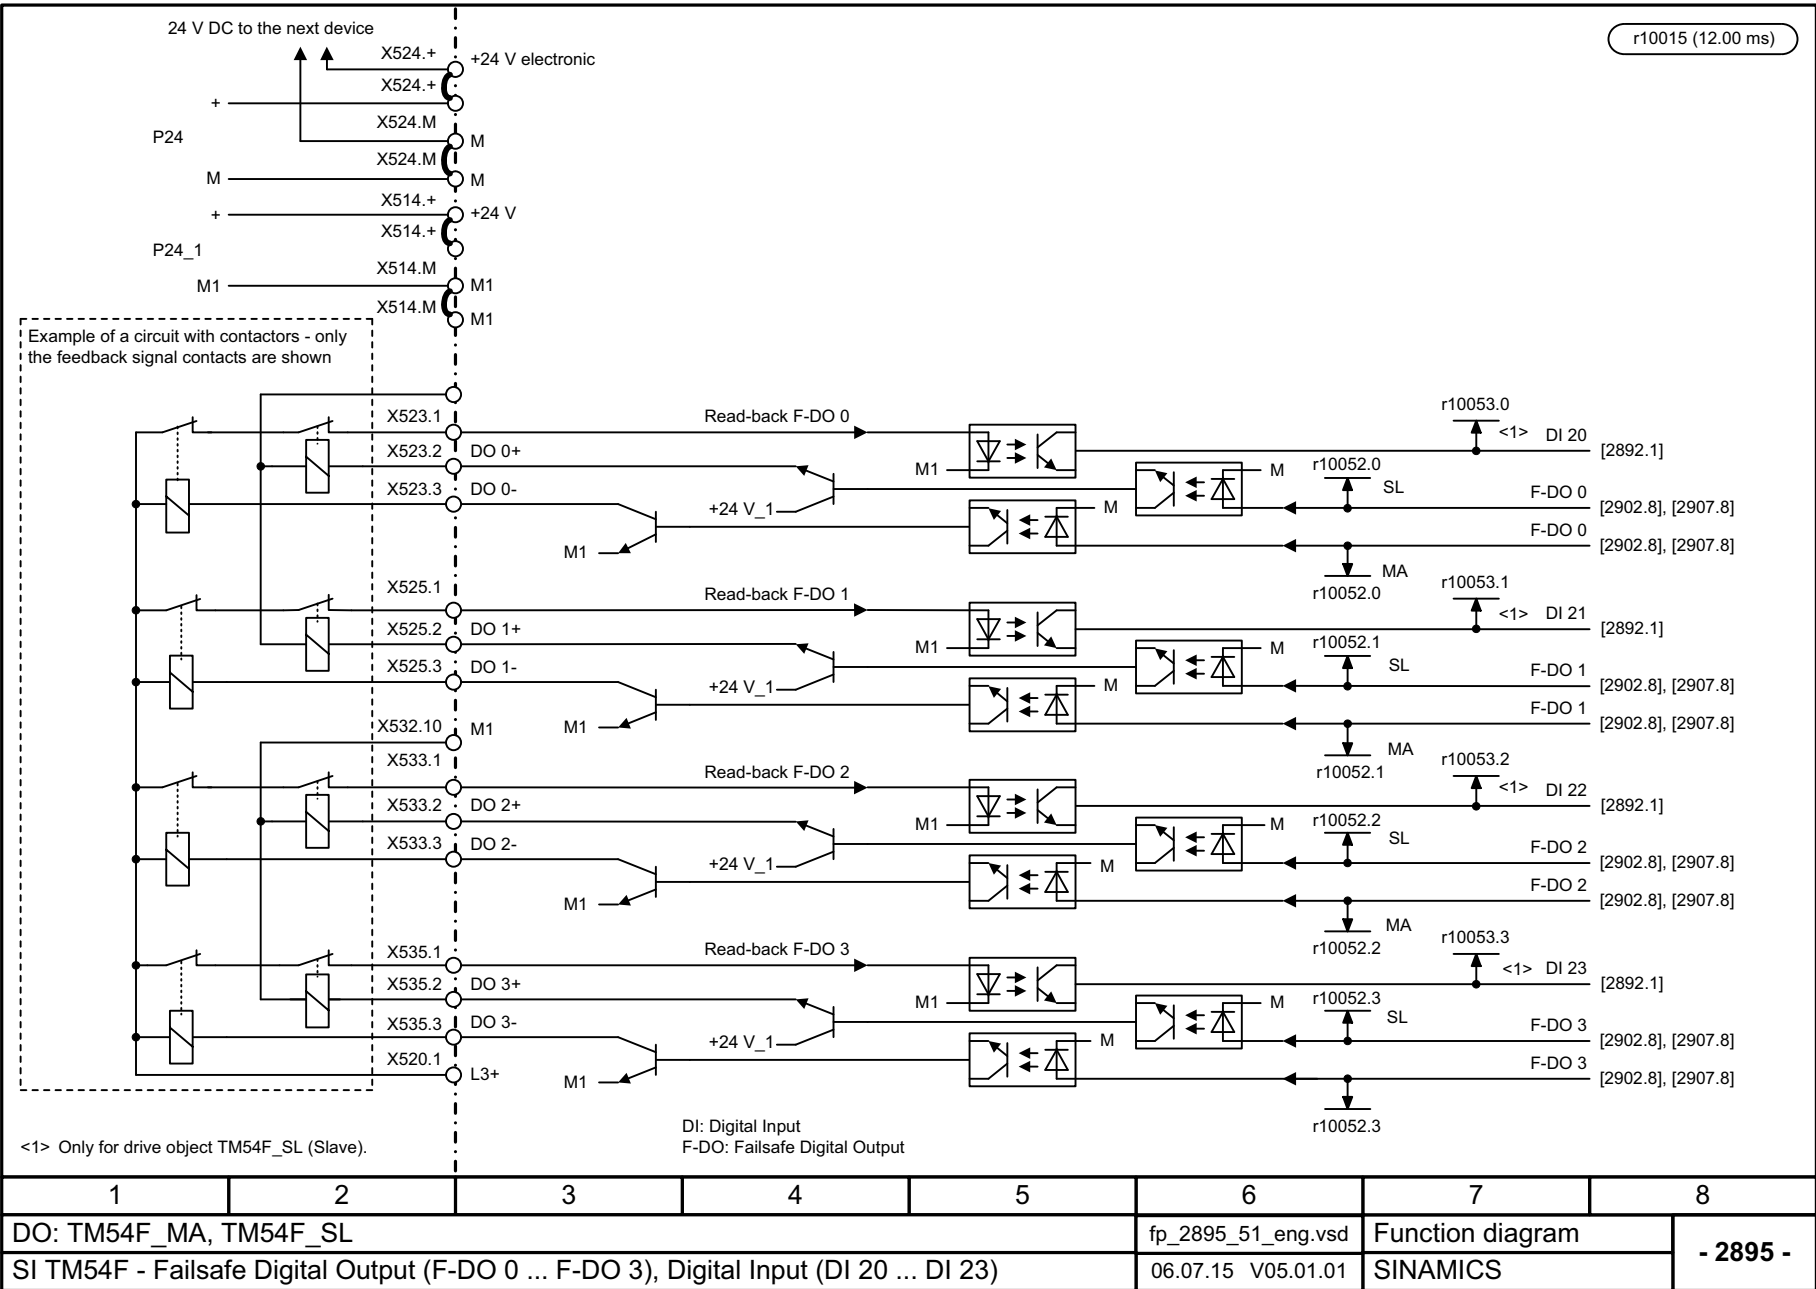 24 V DC to the next device
r10015 (12.00 ms)
X524.+
+24 V electronic
X524.+
+
X524.M
P24
M
X524.M
M
M
X514.+
+
+24 V
X514.+
P24_1
X514.M
M1
M1
X514.M
M1
Example of a circuit with contactors - only
the feedback signal contacts are shown
X523.1
Read-back F-DO 0
r10053.0
<1> DI 20
[2892.1]
X523.2
DO 0+
M1
M
r10052.0
SL
X523.3
DO 0-
+24 V_1
M
F-DO 0
[2902.8], [2907.8]
F-DO 0
[2902.8], [2907.8]
M1
MA
r10052.0
X525.1
Read-back F-DO 1
r10053.1
<1> DI 21
[2892.1]
X525.2
DO 1+
M1
M
r10052.1
SL
X525.3
DO 1-
+24 V_1
M
F-DO 1
[2902.8], [2907.8]
F-DO 1
[2902.8], [2907.8]
X532.10
M1
M1
MA
r10052.1
X533.1
Read-back F-DO 2
r10053.2
<1> DI 22
[2892.1]
X533.2
DO 2+
M1
M
r10052.2
SL
X533.3
DO 2-
+24 V_1
M
F-DO 2
[2902.8], [2907.8]
F-DO 2
[2902.8], [2907.8]
M1
MA
r10052.2
X535.1
Read-back F-DO 3
r10053.3
<1> DI 23
[2892.1]
X535.2
DO 3+
M1
M
r10052.3
SL
X535.3
DO 3-
+24 V_1
M
F-DO 3
[2902.8], [2907.8]
F-DO 3
[2902.8], [2907.8]
X520.1
L3+
M1
r10052.3
<1> Only for drive object TM54F_SL (Slave).
DI: Digital Input
F-DO: Failsafe Digital Output
1 2 3 4 5 6 7 8
DO: TM54F_MA, TM54F_SL
fp_2895_51_eng.vsd
Function diagram
- 2895 -
SI TM54F - Failsafe Digital Output (F-DO 0 ... F-DO 3), Digital Input (DI 20 ... DI 23)
06.07.15 V05.01.01
SINAMICS